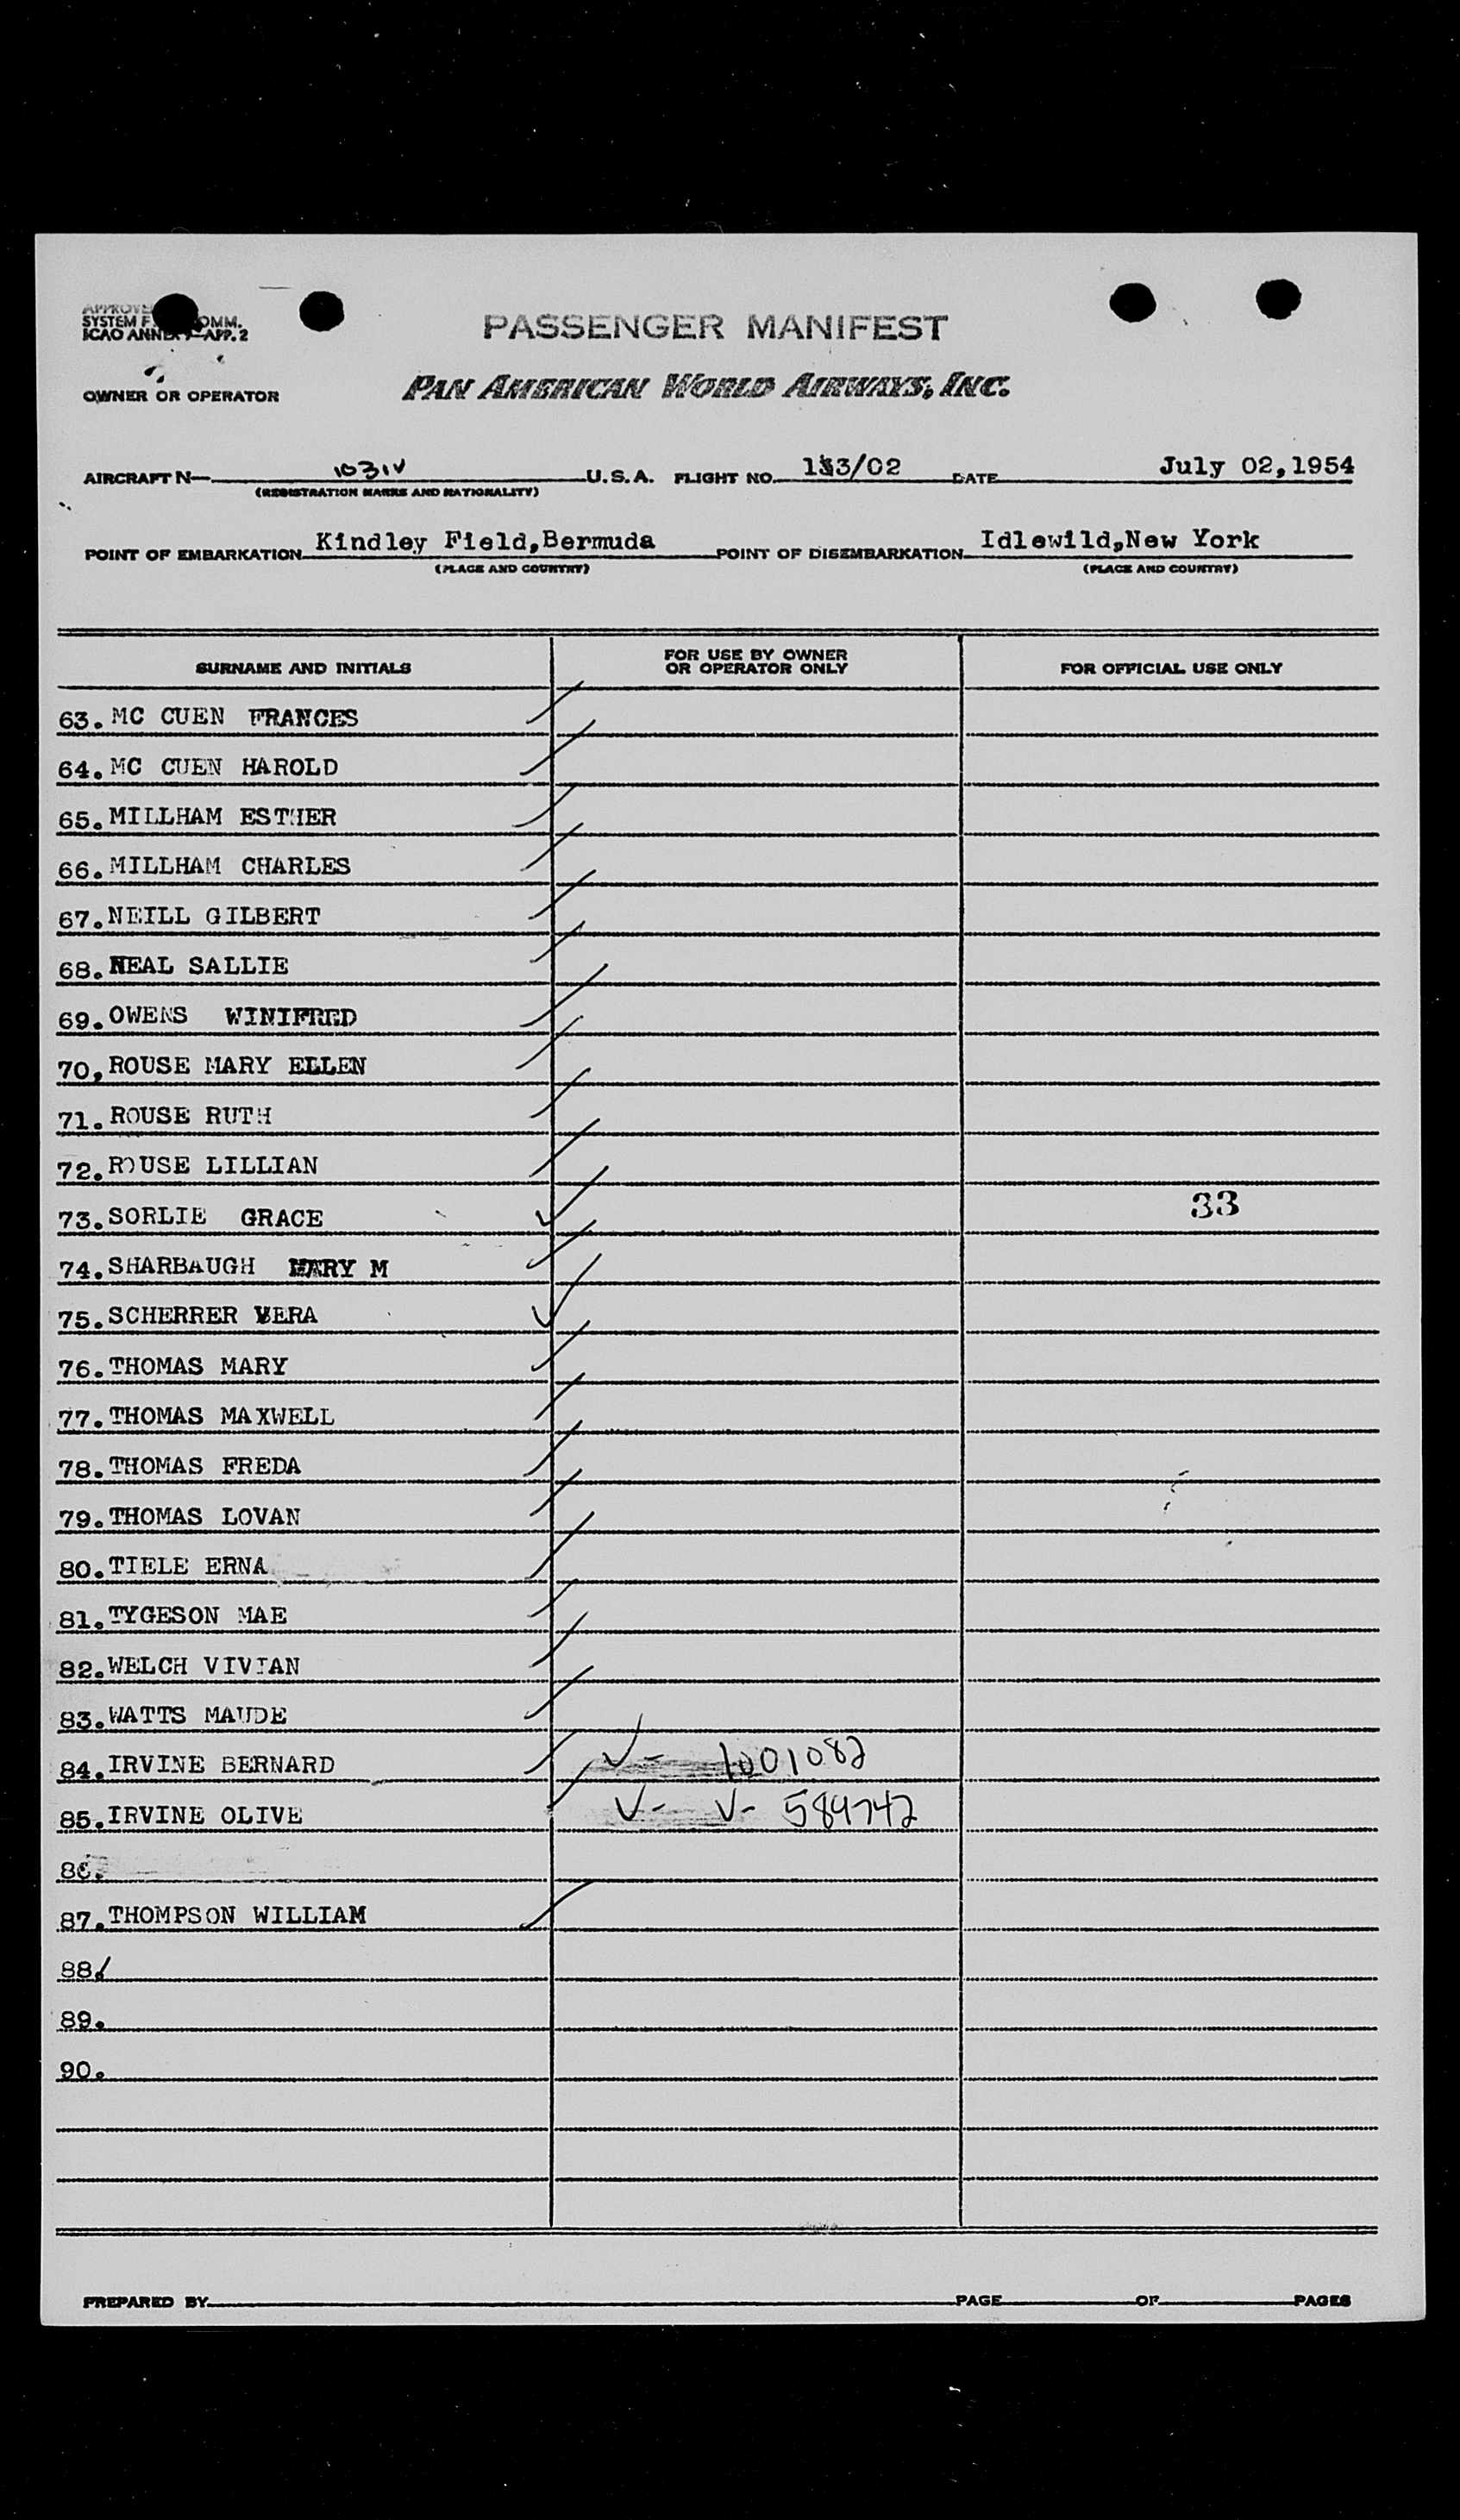 SYSTEM F OMM.
ICAO ANNEX APP. 2
PASSENGER MANIFEST
OWNER OR OPERATOR PAN AMERICAN WORLD AIRWAYS, INC.
AIRCRAFT N— 1031V U.S.A. FLIGHT NO. 133/02 DATE July 02,1954
(REGISTRATION MARKS AND NATIONALITY)
POINT OF EMBARKATION Kindley Field,Bermuda POINT OF DISEMBARKATION Idlewild,New York
(PLACE AND COUNTRY) (PLACE AND COUNTRY)
SURNAME AND INITIALS FOR USE BY OWNER OR OPERATOR ONLY FOR OFFICIAL USE ONLY
63. MC CUEN FRANCES
64. MC CUEN HAROLD
65. MILLHAM ESTHER
66. MILLHAM CHARLES
67. NEILL GILBERT
68. NEAL SALLIE
69. OWENS WINIFRED
70, ROUSE MARY ELLEN
71. ROUSE RUTH
72. ROUSE LILLIAN
73. SORLIE GRACE 33
74. SHARBAUGH MARY M
75. SCHERRER VERA
76. THOMAS MARY
77. THOMAS MAXWELL
78. THOMAS FREDA
79. THOMAS LOVAN
80. TIELE ERNA
81. TYGESON MAE
82. WELCH VIVIAN
83. WATTS MAUDE
84. IRVINE BERNARD V- 1001082
85. IRVINE OLIVE V- V- 589742
86.
87. THOMPSON WILLIAM
88.
89.
90.
PREPARED BY PAGE OF PAGES